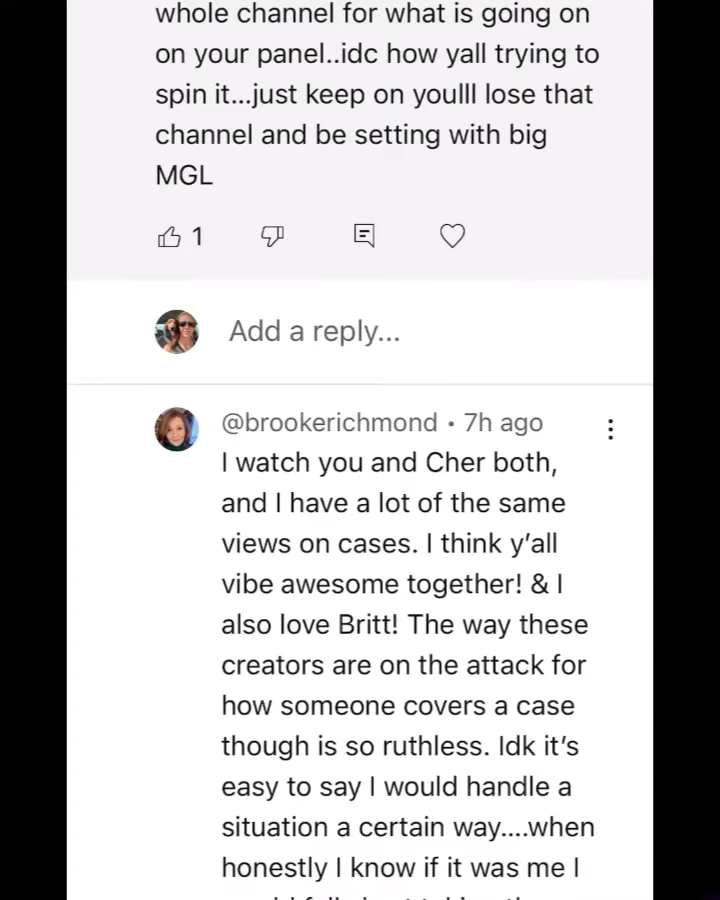 whole channel for what is going on
on your panel..idc how yall trying to
spin it...just keep on youlll lose that
channel and be setting with big
MGL
1
Add a reply...
@brookerichmond • 7h ago
I watch you and Cher both,
and I have a lot of the same
views on cases. I think y'all
vibe awesome together! & I
also love Britt! The way these
creators are on the attack for
how someone covers a case
though is so ruthless. Idk it's
easy to say I would handle a
situation a certain way....when
honestly I know if it was me I